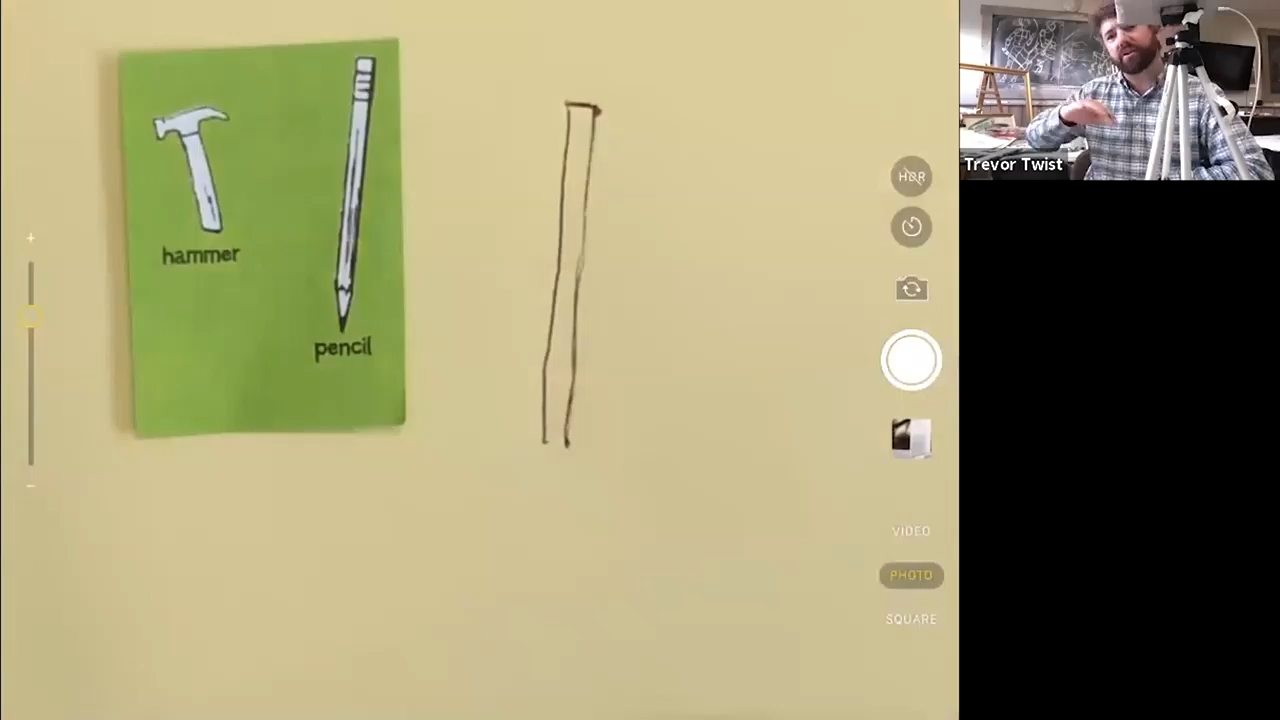 hammer
pencil
HDR
VIDEO
PHOTO
SQUARE
Trevor Twist